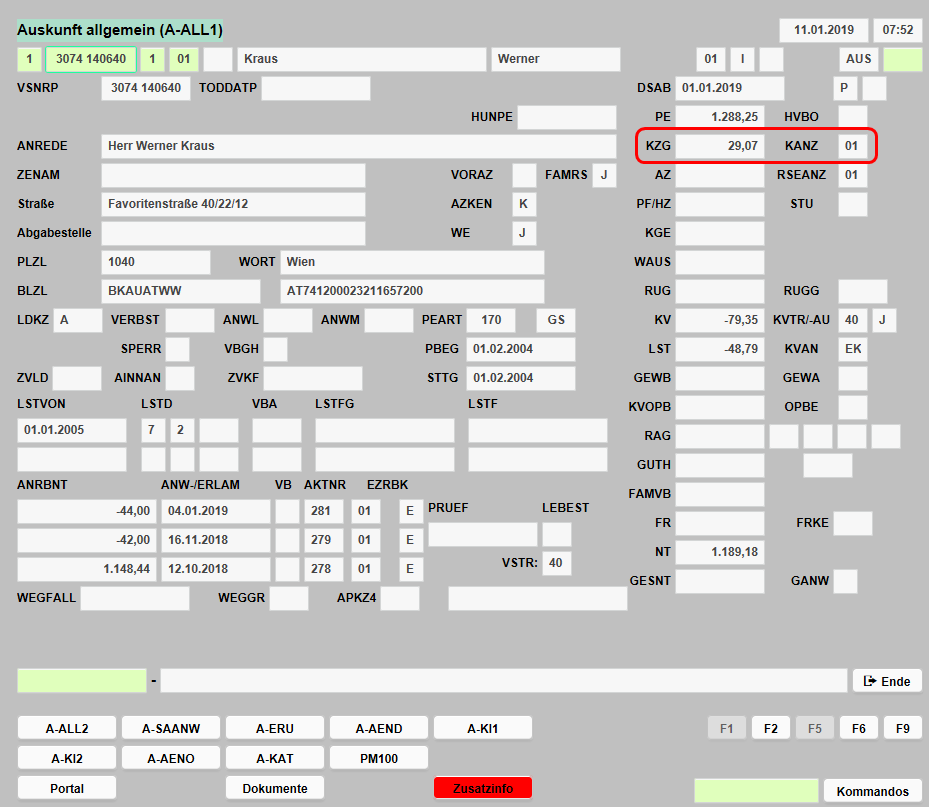 Auskunft allgemein (A-ALL1) 11.01.2019 07:52
1 3074 140640 1 01 Kraus Werner 01 I AUS
VSNRP 3074 140640 TODDATP DSAB 01.01.2019 P
HUNPE PE 1.288,25 HVBO
ANREDE Herr Werner Kraus KZG 29,07 KANZ 01
ZENAM VORAZ FAMRS J AZ RSEANZ 01
Straße Favoritenstraße 40/22/12 AZKEN K PF/HZ STU
Abgabestelle WE J KGE
PLZL 1040 WORT Wien WAUS
BLZL BKAUATWW AT741200023211657200 RUG RUGG
LDKZ A VERBST ANWL ANWM PEART 170 GS KV -79,35 KVTR/-AU 40 J
SPERR VBGH PBEG 01.02.2004 LST -48,79 KVAN EK
ZVLD AINNAN ZVKF STTG 01.02.2004 GEWB GEWA
LSTVON LSTD VBA LSTFG LSTF KVOPB OPBE
01.01.2005 7 2 RAG
GUTH
ANRBNT ANW-/ERLAM VB AKTNR EZRBK FAMVB
-44,00 04.01.2019 281 01 E PRUEF LEBEST FR FRKE
-42,00 16.11.2018 279 01 E NT 1.189,18
1.148,44 12.10.2018 278 01 E VSTR: 40 GESNT GANW
WEGFALL WEGGR APKZ4
- Ende
A-ALL2 A-SAANW A-ERU A-AEND A-KI1 F1 F2 F5 F6 F9
A-KI2 A-AENO A-KAT PM100
Portal Dokumente Zusatzinfo Kommandos